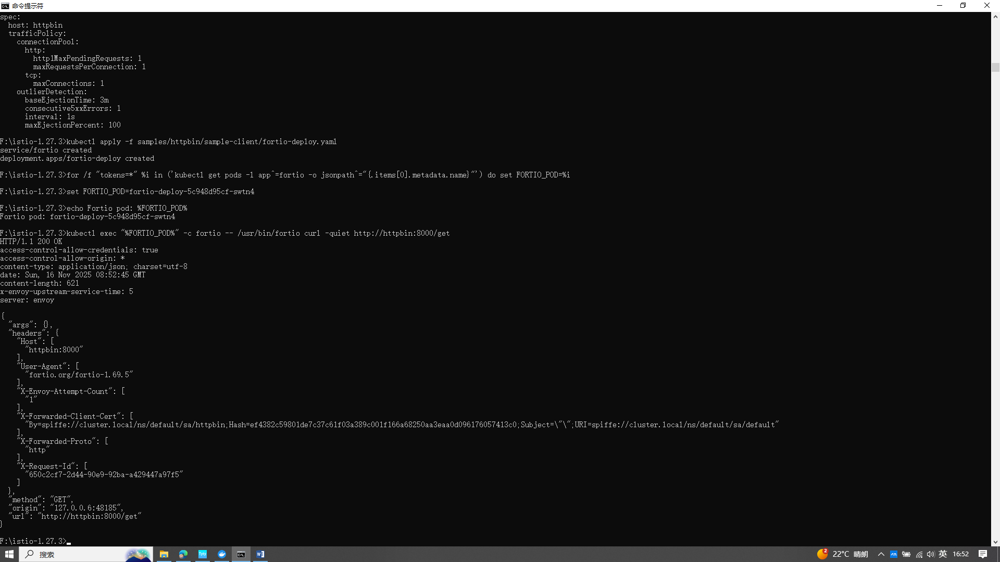 命令提示符
spec:
  host: httpbin
  trafficPolicy:
    connectionPool:
      http:
        http1MaxPendingRequests: 1
        maxRequestsPerConnection: 1
      tcp:
        maxConnections: 1
    outlierDetection:
      baseEjectionTime: 3m
      consecutive5xxErrors: 1
      interval: 1s
      maxEjectionPercent: 100
F:\istio-1.27.3>kubectl apply -f samples/httpbin/sample-client/fortio-deploy.yaml
service/fortio created
deployment.apps/fortio-deploy created
F:\istio-1.27.3>for /f "tokens=*" %i in ('kubectl get pods -l app^=fortio -o jsonpath^="{.items[0].metadata.name}"') do set FORTIO_POD=%i
F:\istio-1.27.3>set FORTIO_POD=fortio-deploy-5c948d95cf-swtn4
F:\istio-1.27.3>echo Fortio pod: %FORTIO_POD%
Fortio pod: fortio-deploy-5c948d95cf-swtn4
F:\istio-1.27.3>kubectl exec "%FORTIO_POD%" -c fortio -- /usr/bin/fortio curl -quiet http://httpbin:8000/get
HTTP/1.1 200 OK
access-control-allow-credentials: true
access-control-allow-origin: *
content-type: application/json; charset=utf-8
date: Sun, 16 Nov 2025 08:52:45 GMT
content-length: 621
x-envoy-upstream-service-time: 5
server: envoy
{
  "args": {},
  "headers": {
    "Host": [
      "httpbin:8000"
    ],
    "User-Agent": [
      "fortio.org/fortio-1.69.5"
    ],
    "X-Envoy-Attempt-Count": [
      "1"
    ],
    "X-Forwarded-Client-Cert": [
      "By=spiffe://cluster.local/ns/default/sa/httpbin;Hash=ef4382c59801de7c37c61f03a389c001f166a68250aa3eaa0d096176057413c0;Subject=\"\";URI=spiffe://cluster.local/ns/default/sa/default"
    ],
    "X-Forwarded-Proto": [
      "http"
    ],
    "X-Request-Id": [
      "650c2cf7-2d44-90e9-92ba-a429447a97f5"
    ]
  },
  "method": "GET",
  "origin": "127.0.0.6:48185",
  "url": "http://httpbin:8000/get"
}
F:\istio-1.27.3>
搜索
Tyty
2
22°C 晴朗
英
16:52